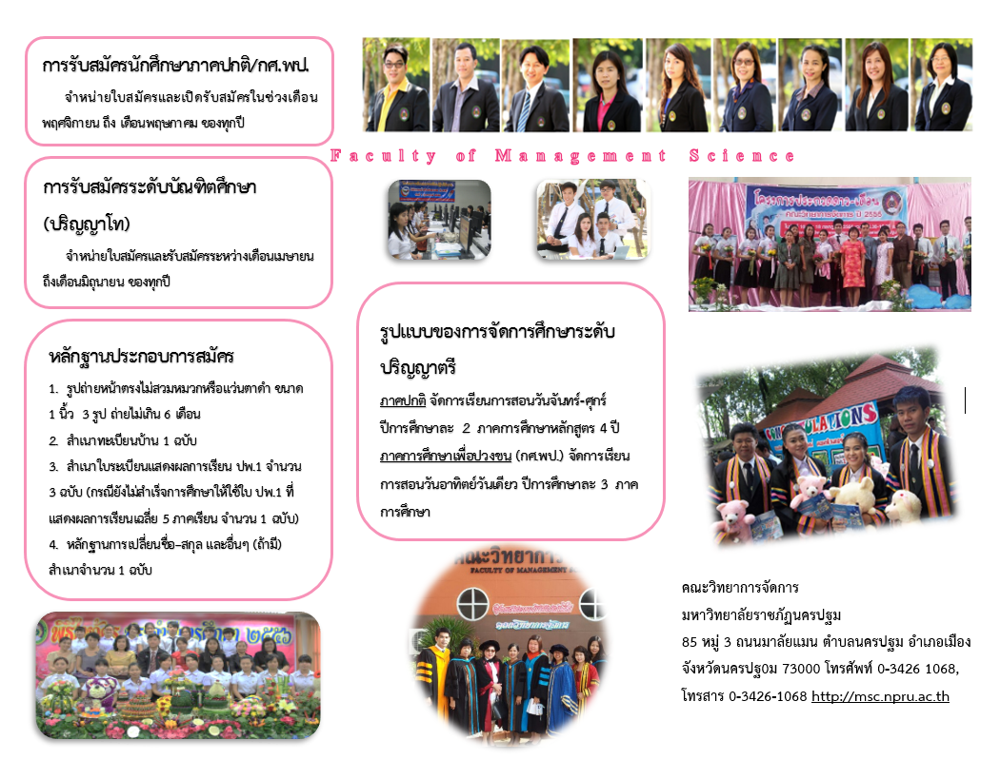 การรับสมัครนักศึกษาภาคปกติ/กศ.พป.
จำหน่ายใบสมัครและเปิดรับสมัครในช่วงเดือน
พฤศจิกายน ถึง เดือนพฤษภาคม ของทุกปี
การรับสมัครระดับบัณฑิตศึกษา
(ปริญญาโท)
จำหน่ายใบสมัครและรับสมัครระหว่างเดือนเมษายน
ถึงเดือนมิถุนายน ของทุกปี
หลักฐานประกอบการสมัคร
1. รูปถ่ายหน้าตรงไม่สวมหมวกหรือแว่นตาดำ ขนาด
1 นิ้ว 3 รูป ถ่ายไม่เกิน 6 เดือน
2. สำเนาทะเบียนบ้าน 1 ฉบับ
3. สำเนาใบระเบียนแสดงผลการเรียน ปพ.1 จำนวน
3 ฉบับ (กรณียังไม่สำเร็จการศึกษาให้ใช้ใบ ปพ.1 ที่
แสดงผลการเรียนเฉลี่ย 5 ภาคเรียน จำนวน 1 ฉบับ)
4. หลักฐานการเปลี่ยนชื่อ-สกุล และอื่นๆ (ถ้ามี)
สำเนาจำนวน 1 ฉบับ
Faculty of Management Science
รูปแบบของการจัดการศึกษาระดับ
ปริญญาตรี
ภาคปกติ จัดการเรียนการสอนวันจันทร์-ศุกร์
ปีการศึกษาละ 2 ภาคการศึกษาหลักสูตร 4 ปี
ภาคการศึกษาเพื่อปวงชน (กศ.พป.) จัดการเรียน
การสอนวันอาทิตย์วันเดียว ปีการศึกษาละ 3 ภาค
การศึกษา
คณะวิทยาการ
FACULTY OF MANAGEMENT
โครงการประกวดดาว-เดือน
คณะวิทยาการจัดการ ปี 2556
CONGRATULATIONS
คณะวิทยาการจัดการ
มหาวิทยาลัยราชภัฏนครปฐม
85 หมู่ 3 ถนนมาลัยแมน ตำบลนครปฐม อำเภอเมือง
จังหวัดนครปฐ0ม 73000 โทรศัพท์ 0-3426 1068,
โทรสาร 0-3426-1068 http://msc.npru.ac.th